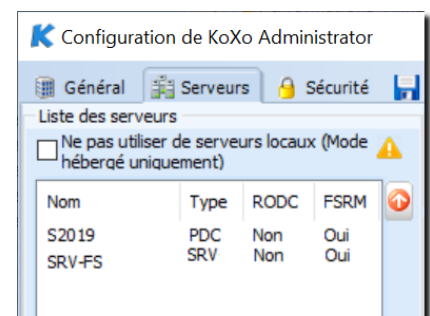 Configuration de KoXo Administrator
Général Serveurs Sécurité
Liste des serveurs
Ne pas utiliser de serveurs locaux (Mode
hébergé uniquement)
Nom Type RODC FSRM
S2019 PDC Non Oui
SRV-FS SRV Non Oui